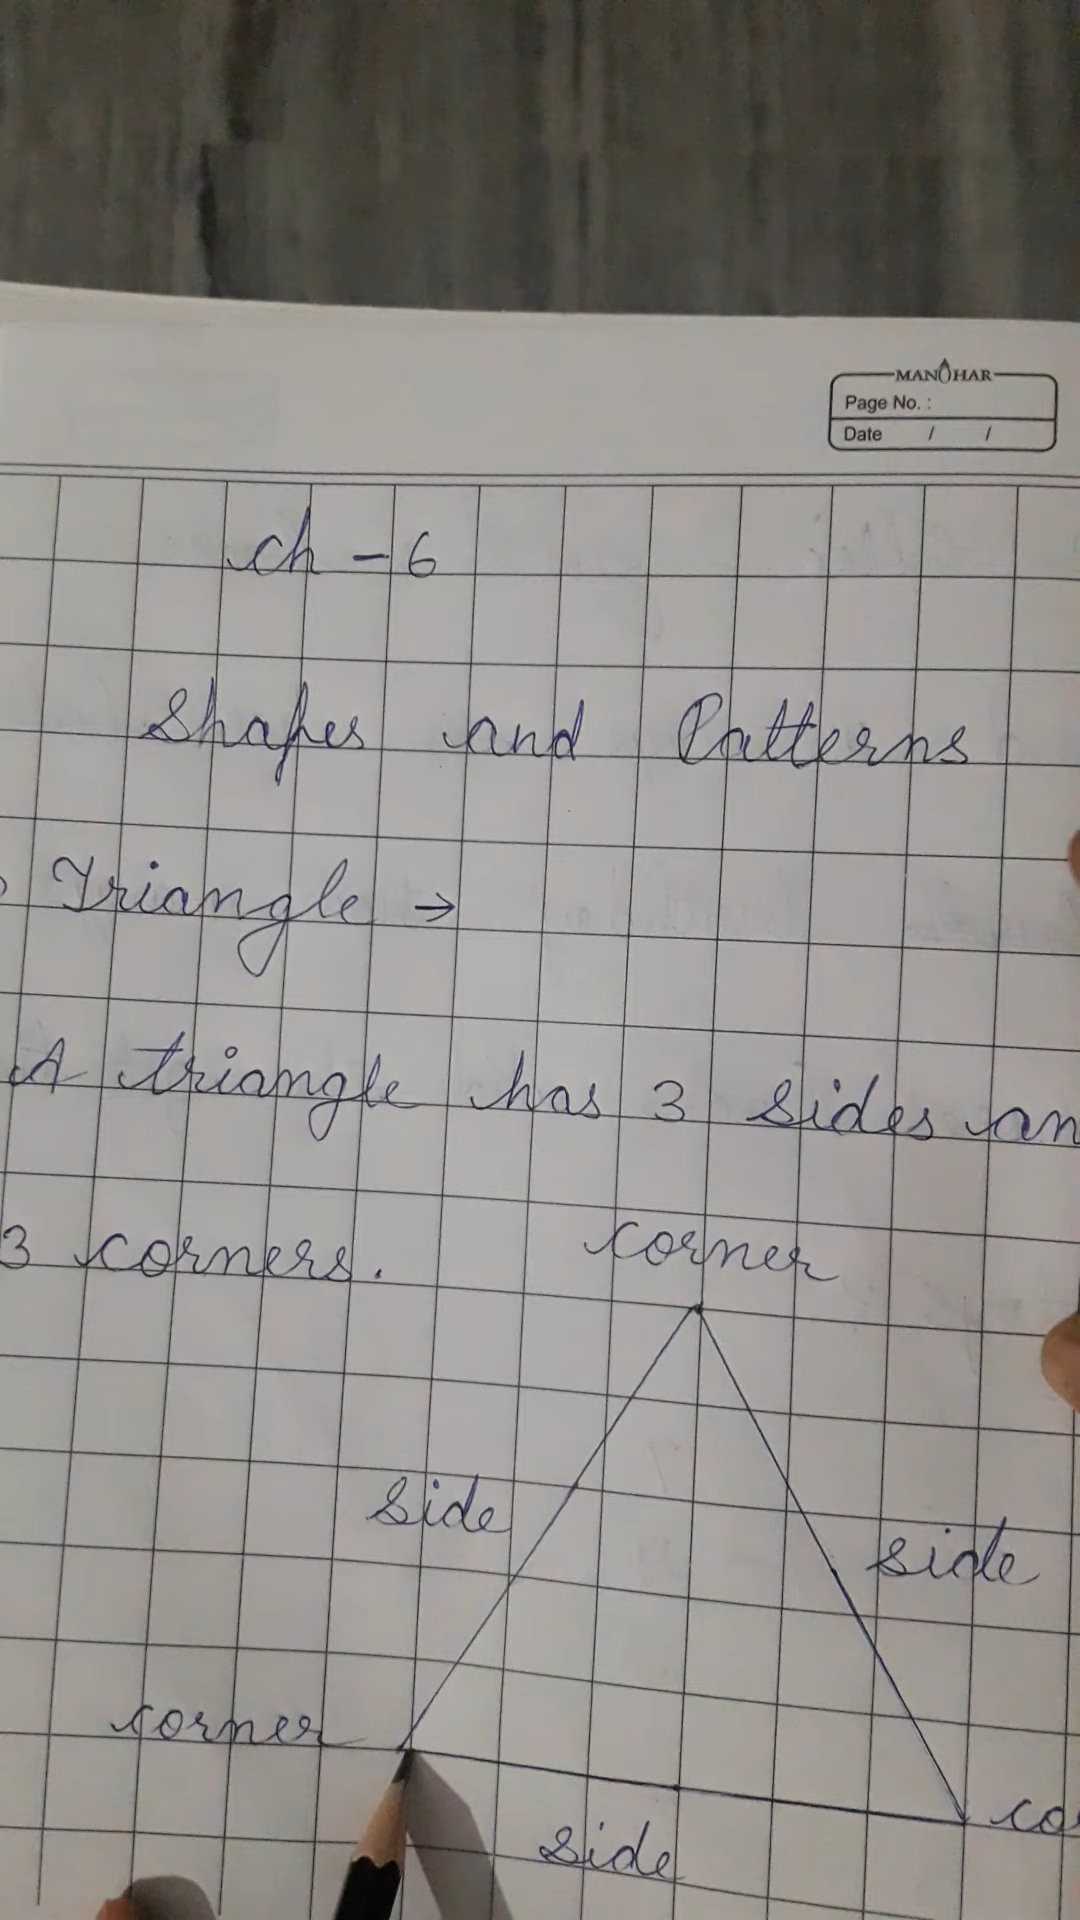 MANOHAR
Page No. :
Date / /
Ch - 6
Shapes and Patterns
Triangle →
A triangle has 3 sides an
3 corners.
corner
side
side
corner
co
side